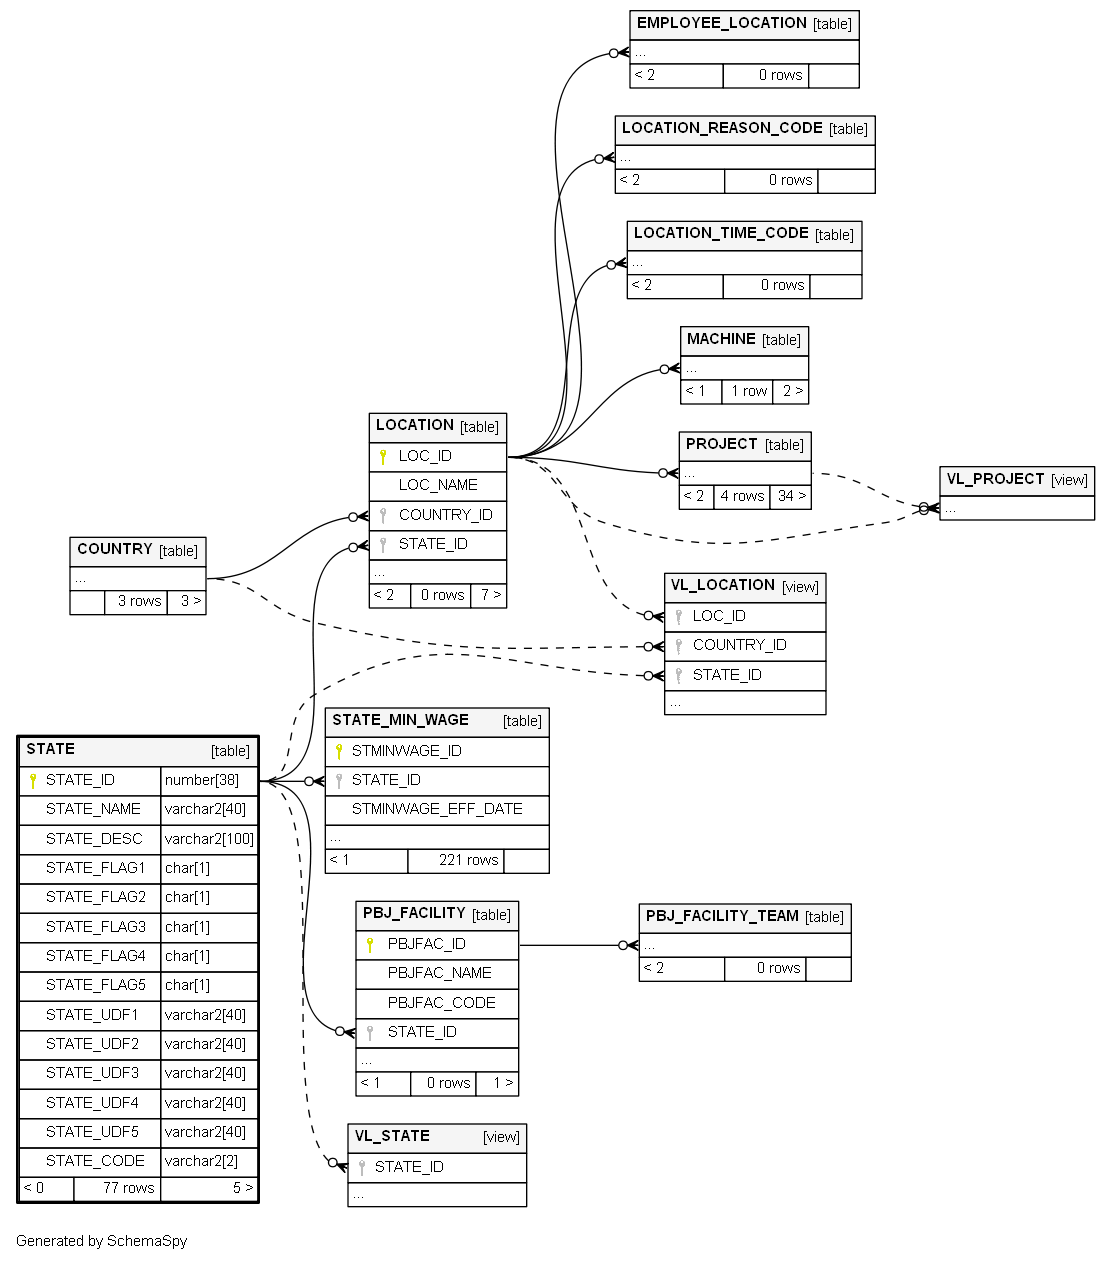 EMPLOYEE_LOCATION [table]
...
< 2 0 rows
LOCATION_REASON_CODE [table]
...
< 2 0 rows
LOCATION_TIME_CODE [table]
...
< 2 0 rows
MACHINE [table]
...
< 1 1 row 2 >
LOCATION [table]
LOC_ID
LOC_NAME
COUNTRY_ID
STATE_ID
...
< 2 0 rows 7 >
PROJECT [table]
...
< 2 4 rows 34 >
VL_PROJECT [view]
...
COUNTRY [table]
...
3 rows 3 >
VL_LOCATION [view]
LOC_ID
COUNTRY_ID
STATE_ID
...
STATE [table]
STATE_ID number[38]
STATE_NAME varchar2[40]
STATE_DESC varchar2[100]
STATE_FLAG1 char[1]
STATE_FLAG2 char[1]
STATE_FLAG3 char[1]
STATE_FLAG4 char[1]
STATE_FLAG5 char[1]
STATE_UDF1 varchar2[40]
STATE_UDF2 varchar2[40]
STATE_UDF3 varchar2[40]
STATE_UDF4 varchar2[40]
STATE_UDF5 varchar2[40]
STATE_CODE varchar2[2]
< 0 77 rows 5 >
STATE_MIN_WAGE [table]
STMINWAGE_ID
STATE_ID
STMINWAGE_EFF_DATE
...
< 1 221 rows
PBJ_FACILITY [table]
PBJFAC_ID
PBJFAC_NAME
PBJFAC_CODE
STATE_ID
...
< 1 0 rows 1 >
PBJ_FACILITY_TEAM [table]
...
< 2 0 rows
VL_STATE [view]
STATE_ID
...
Generated by SchemaSpy